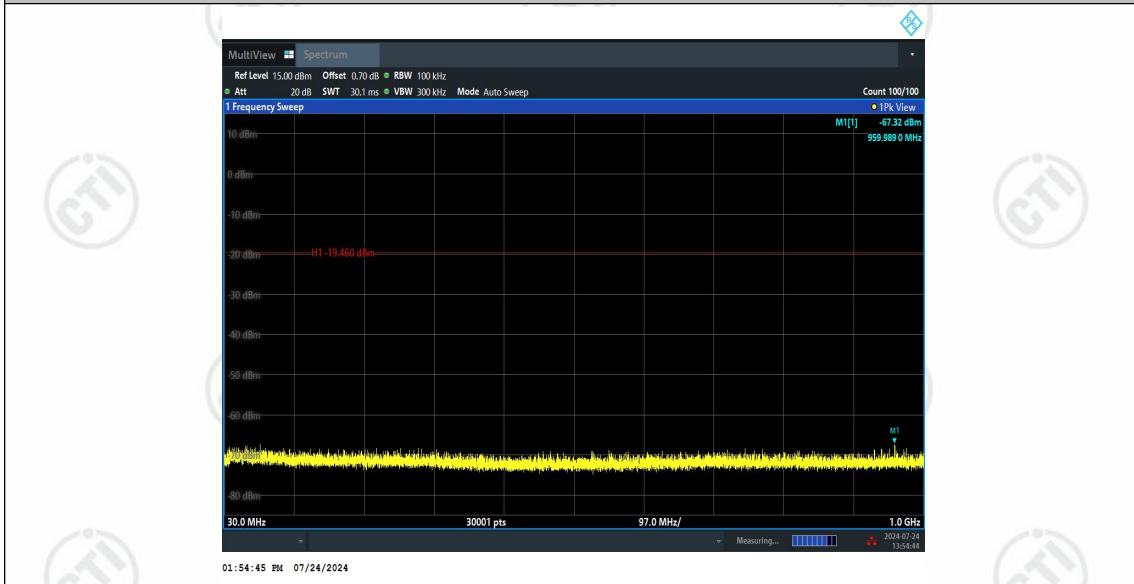 MultiView Spectrum
Ref Level 15.00 dBm Offset 0.70 dB RBW 100 kHz
Att 20 dB SWT 30.1 ms VBW 300 kHz Mode Auto Sweep Count 100/100
1 Frequency Sweep 1Pk View
M1[1] -67.32 dBm
959.989 0 MHz
10 dBm
0 dBm
-10 dBm
-20 dBm H1 -19.460 dBm
-30 dBm
-40 dBm
-50 dBm
-60 dBm
M1
-80 dBm
30.0 MHz 30001 pts 97.0 MHz/ 1.0 GHz
Measuring... 2024-07-24
13:54:44
01:54:45 PM 07/24/2024
R&S
CTI
CTI